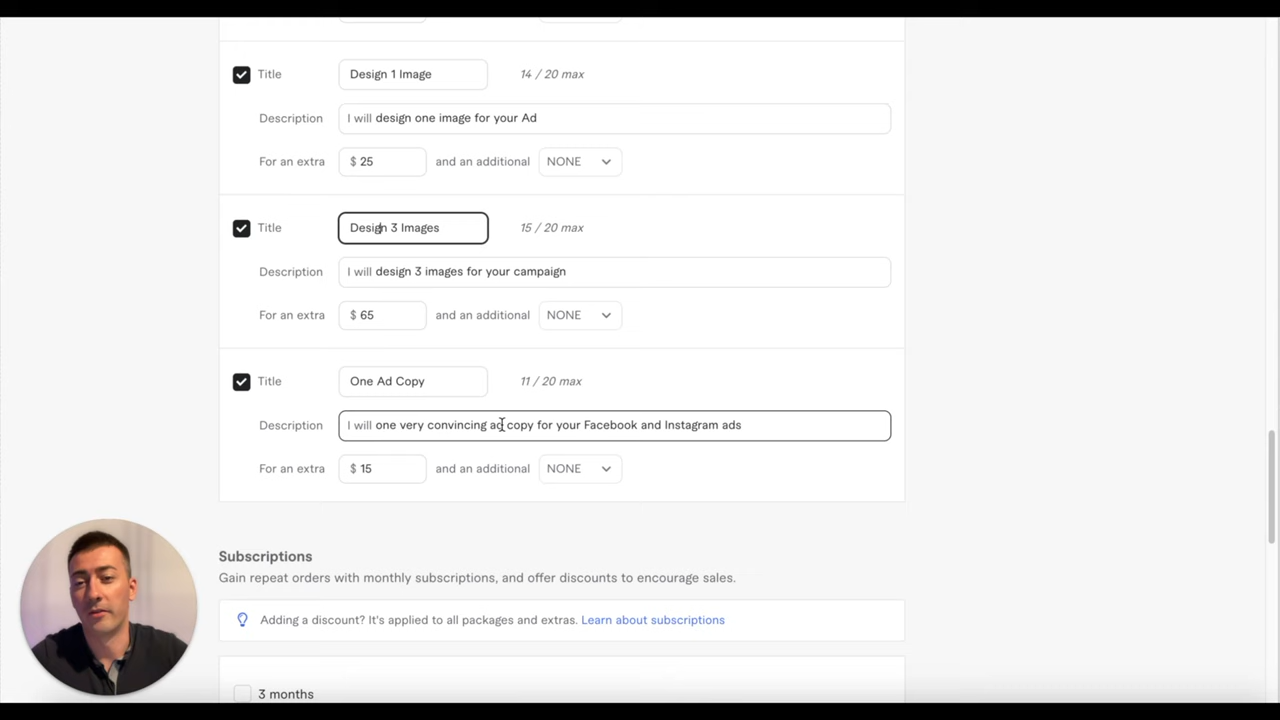 Title Design 1 Image 14 / 20 max
Description I will design one image for your Ad
For an extra $ 25 and an additional NONE
Title Design 3 Images 15 / 20 max
Description I will design 3 images for your campaign
For an extra $ 65 and an additional NONE
Title One Ad Copy 11 / 20 max
Description I will one very convincing ad copy for your Facebook and Instagram ads
For an extra $ 15 and an additional NONE
Subscriptions
Gain repeat orders with monthly subscriptions, and offer discounts to encourage sales.
Adding a discount? It's applied to all packages and extras. Learn about subscriptions
3 months